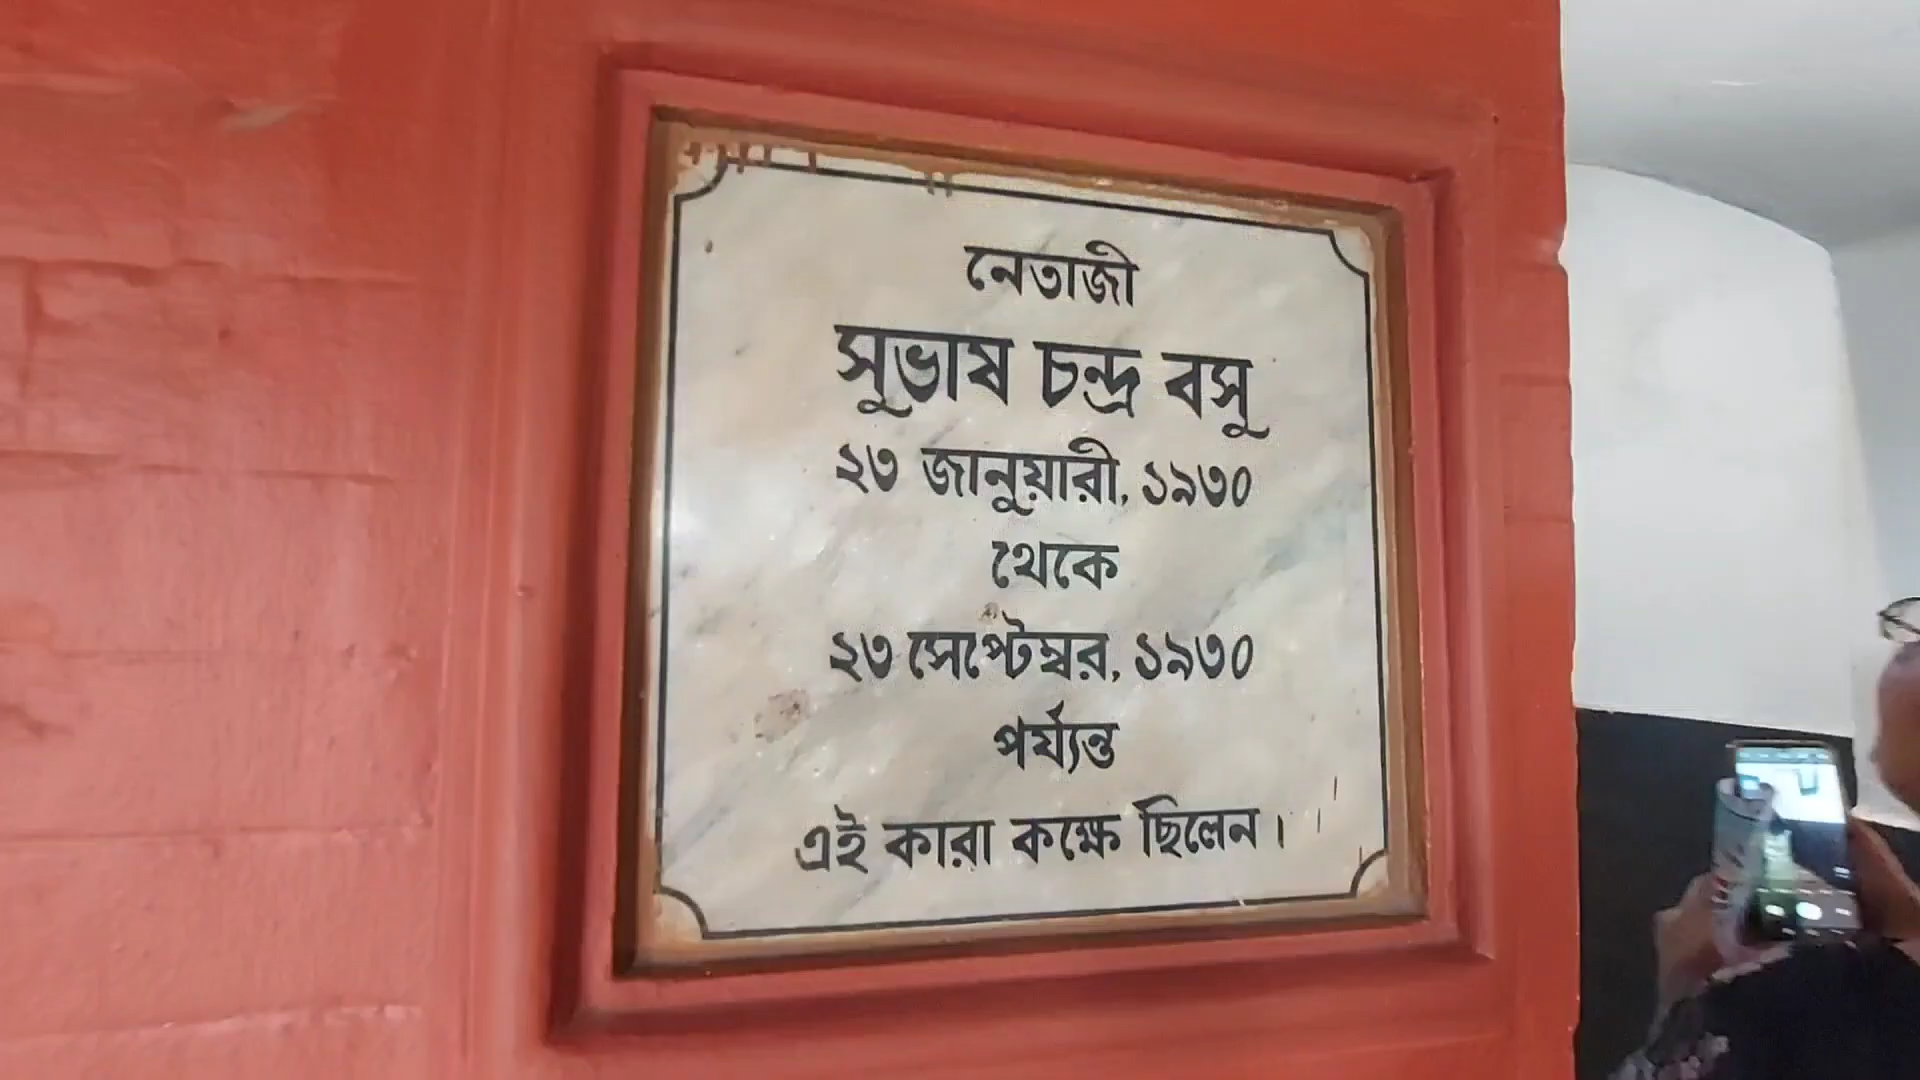 নেতাজী
সুভাষ চন্দ্র বসু
২৩ জানুয়ারী, ১৯৩০
থেকে
২৩ সেপ্টেম্বর, ১৯৩০
পর্য্যন্ত
এই কারা কক্ষে ছিলেন।